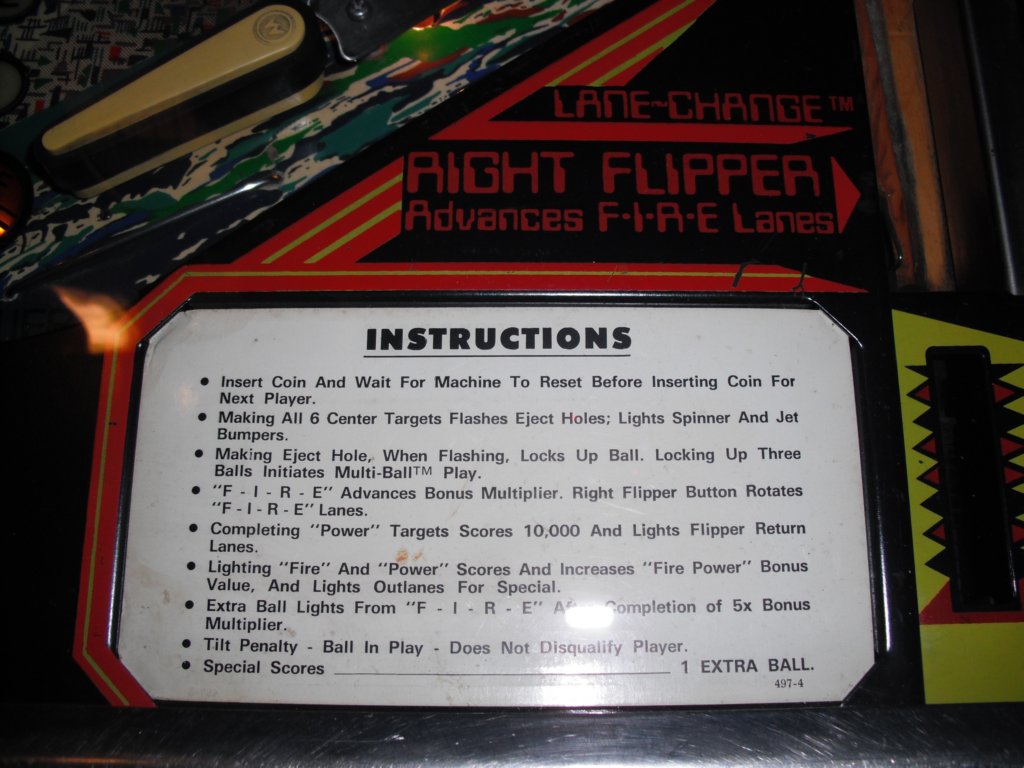 LANE-CHANGE™
RIGHT FLIPPER
Advances F·I·R·E Lanes
INSTRUCTIONS
• Insert Coin And Wait For Machine To Reset Before Inserting Coin For
Next Player.
• Making All 6 Center Targets Flashes Eject Holes; Lights Spinner And Jet
Bumpers.
• Making Eject Hole, When Flashing, Locks Up Ball. Locking Up Three
Balls Initiates Multi-Ball™ Play.
• "F - I - R - E" Advances Bonus Multiplier. Right Flipper Button Rotates
"F - I - R - E" Lanes.
• Completing "Power" Targets Scores 10,000 And Lights Flipper Return
Lanes.
• Lighting "Fire" And "Power" Scores And Increases "Fire Power" Bonus
Value, And Lights Outlanes For Special.
• Extra Ball Lights From "F - I - R - E" After Completion of 5x Bonus
Multiplier.
• Tilt Penalty - Ball In Play - Does Not Disqualify Player.
• Special Scores 1 EXTRA BALL.
497-4